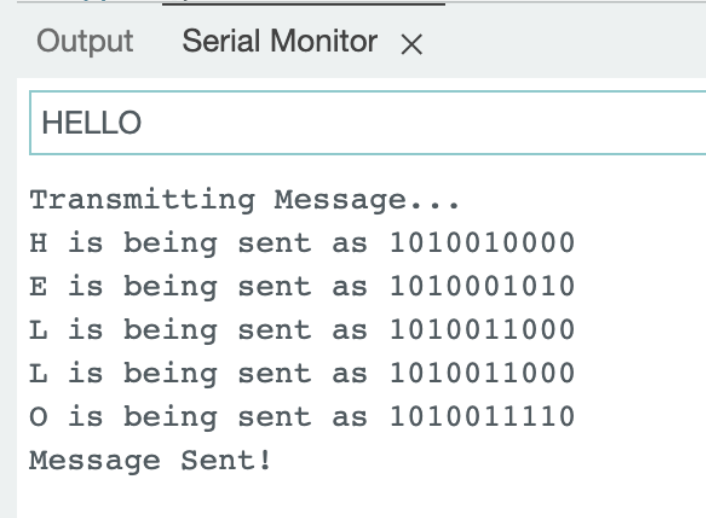 Output Serial Monitor ×
HELLO
Transmitting Message...
H is being sent as 1010010000
E is being sent as 1010001010
L is being sent as 1010011000
L is being sent as 1010011000
O is being sent as 1010011110
Message Sent!